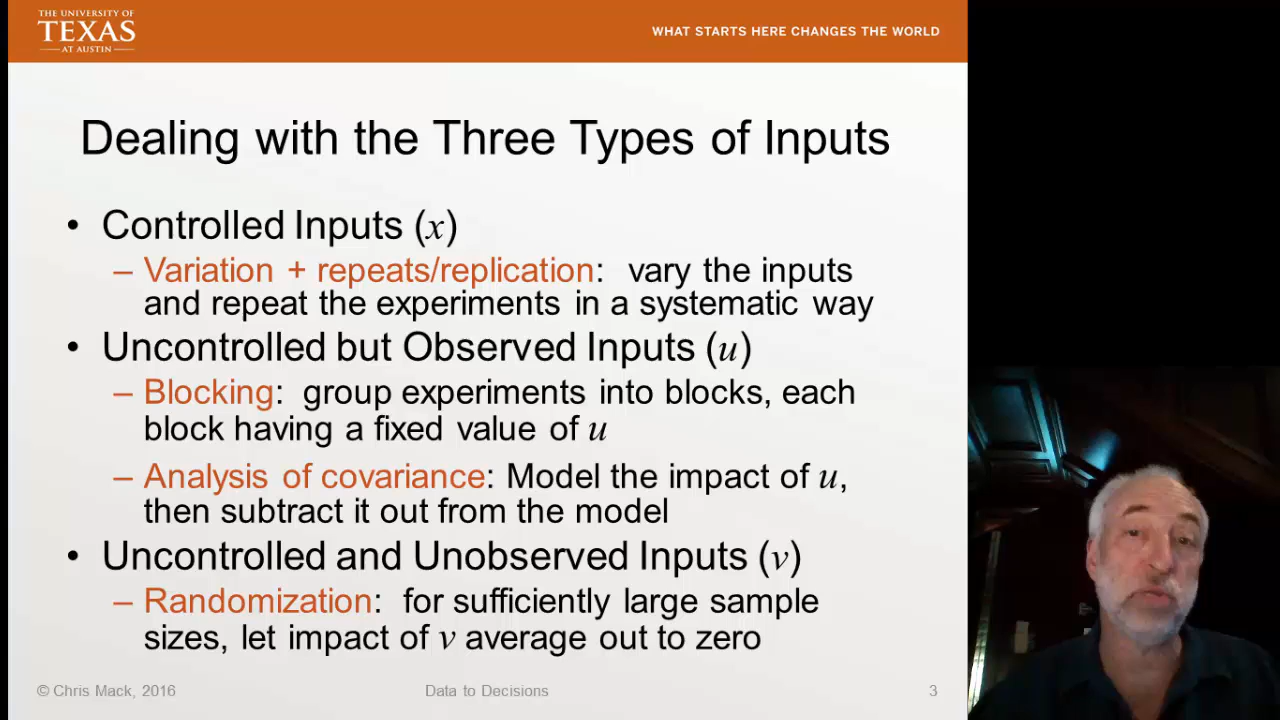 THE UNIVERSITY OF
TEXAS
AT AUSTIN
WHAT STARTS HERE CHANGES THE WORLD
Dealing with the Three Types of Inputs
• Controlled Inputs (x)
– Variation + repeats/replication: vary the inputs
and repeat the experiments in a systematic way
• Uncontrolled but Observed Inputs (u)
– Blocking: group experiments into blocks, each
block having a fixed value of u
– Analysis of covariance: Model the impact of u,
then subtract it out from the model
• Uncontrolled and Unobserved Inputs (v)
– Randomization: for sufficiently large sample
sizes, let impact of v average out to zero
© Chris Mack, 2016
Data to Decisions
3